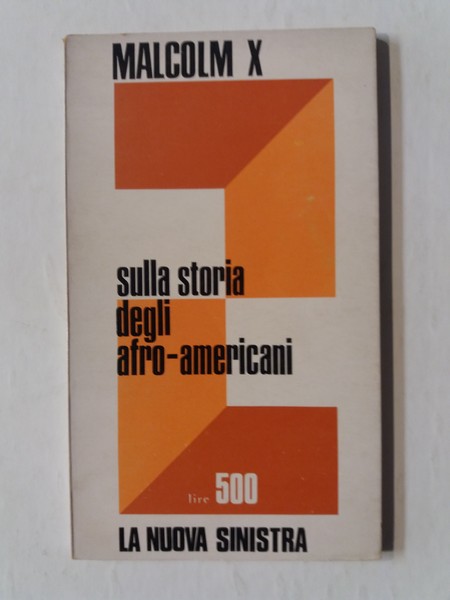 MALCOLM X
sulla storia
degli
afro-americani
lire 500
LA NUOVA SINISTRA